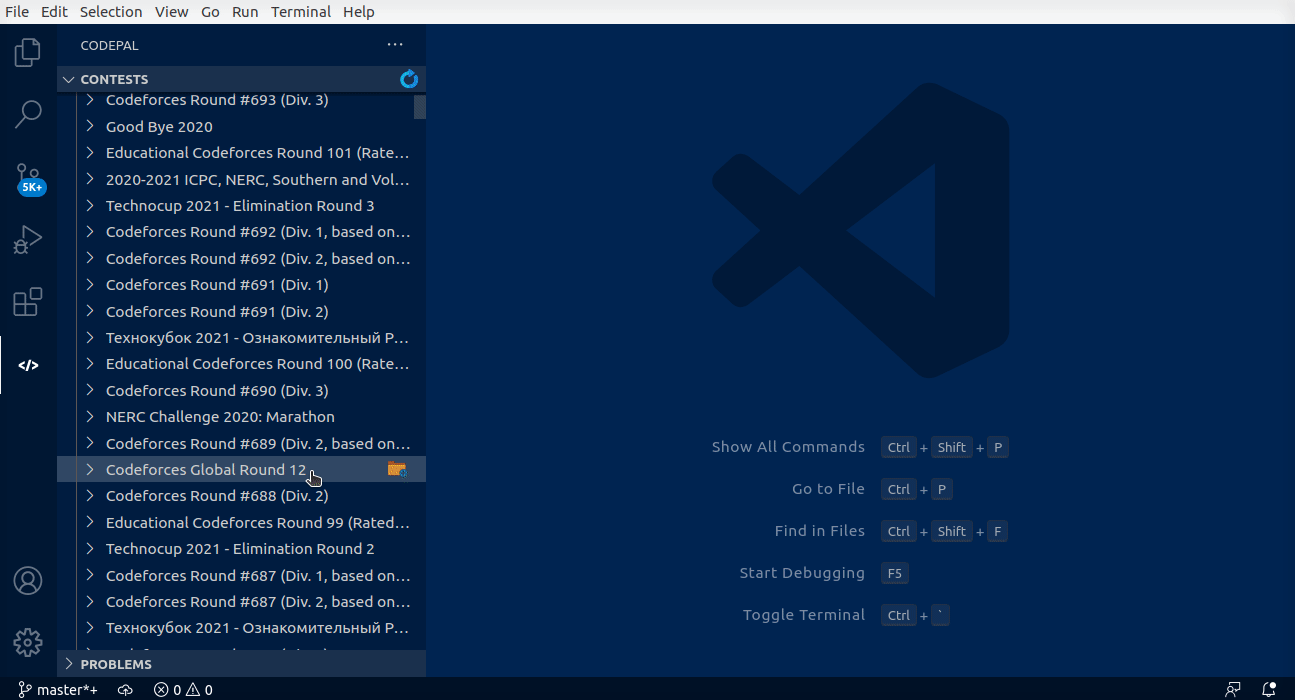 File Edit Selection View Go Run Terminal Help
CODEPAL
CONTESTS
Codeforces Round #693 (Div. 3)
Good Bye 2020
Educational Codeforces Round 101 (Rate...
2020-2021 ICPC, NERC, Southern and Vol...
Technocup 2021 - Elimination Round 3
Codeforces Round #692 (Div. 1, based on...
Codeforces Round #692 (Div. 2, based on...
Codeforces Round #691 (Div. 1)
Codeforces Round #691 (Div. 2)
Технокубок 2021 - Ознакомительный Р...
Educational Codeforces Round 100 (Rate...
Codeforces Round #690 (Div. 3)
NERC Challenge 2020: Marathon
Codeforces Round #689 (Div. 2, based on...
Codeforces Global Round 12
Codeforces Round #688 (Div. 2)
Educational Codeforces Round 99 (Rated...
Technocup 2021 - Elimination Round 2
Codeforces Round #687 (Div. 1, based on...
Codeforces Round #687 (Div. 2, based on...
Технокубок 2021 - Ознакомительный Р...
PROBLEMS
5K+
Show All Commands Ctrl + Shift + P
Go to File Ctrl + P
Find in Files Ctrl + Shift + F
Start Debugging F5
Toggle Terminal Ctrl + `
master*+ 0 0